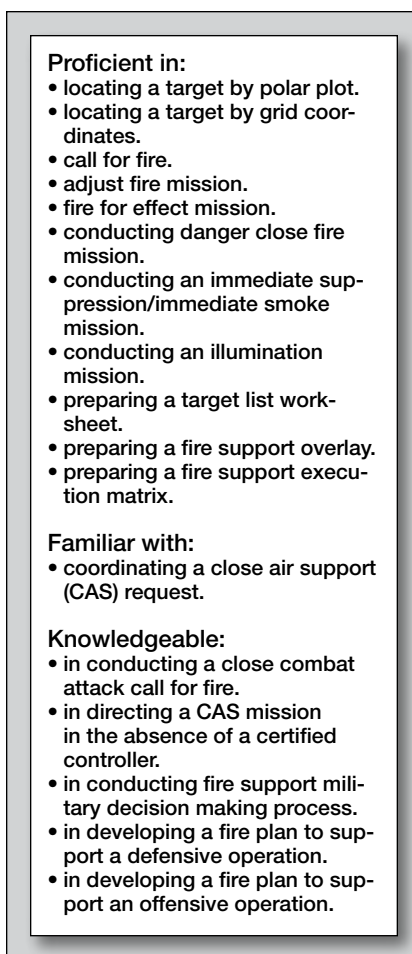 Proficient in:
• locating a target by polar plot.
• locating a target by grid coor-
dinates.
• call for fire.
• adjust fire mission.
• fire for effect mission.
• conducting danger close fire
mission.
• conducting an immediate sup-
pression/immediate smoke
mission.
• conducting an illumination
mission.
• preparing a target list work-
sheet.
• preparing a fire support overlay.
• preparing a fire support execu-
tion matrix.
Familiar with:
• coordinating a close air support
(CAS) request.
Knowledgeable:
• in conducting a close combat
attack call for fire.
• in directing a CAS mission
in the absence of a certified
controller.
• in conducting fire support mili-
tary decision making process.
• in developing a fire plan to sup-
port a defensive operation.
• in developing a fire plan to sup-
port an offensive operation.